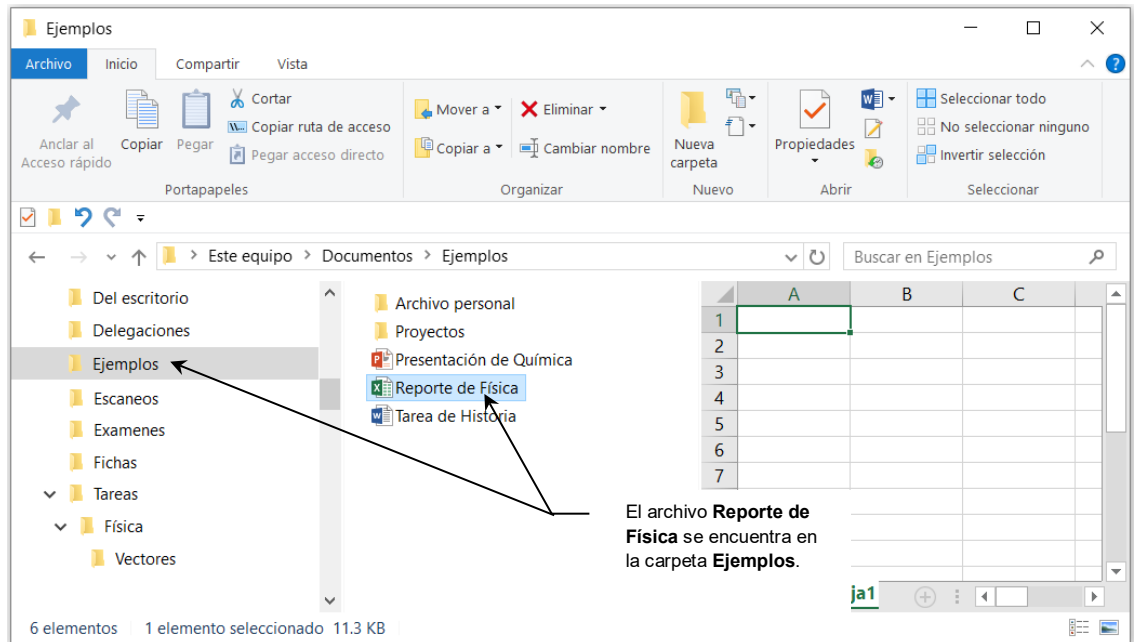 Ejemplos
Archivo Inicio Compartir Vista
Anclar al
Acceso rápido
Copiar
Pegar
Cortar
Copiar ruta de acceso
Pegar acceso directo
Mover a
Copiar a
Eliminar
Cambiar nombre
Nueva
carpeta
Propiedades
Seleccionar todo
No seleccionar ninguno
Invertir selección
Portapapeles Organizar Nuevo Abrir Seleccionar
Este equipo > Documentos > Ejemplos
Buscar en Ejemplos
Del escritorio
Delegaciones
Ejemplos
Escaneos
Examenes
Fichas
Tareas
Física
Vectores
Archivo personal
Proyectos
Presentación de Química
Reporte de Física
Tarea de Historia
A B C
1
2
3
4
5
6
7
El archivo Reporte de
Física se encuentra en
la carpeta Ejemplos.
ja1
6 elementos 1 elemento seleccionado 11.3 KB